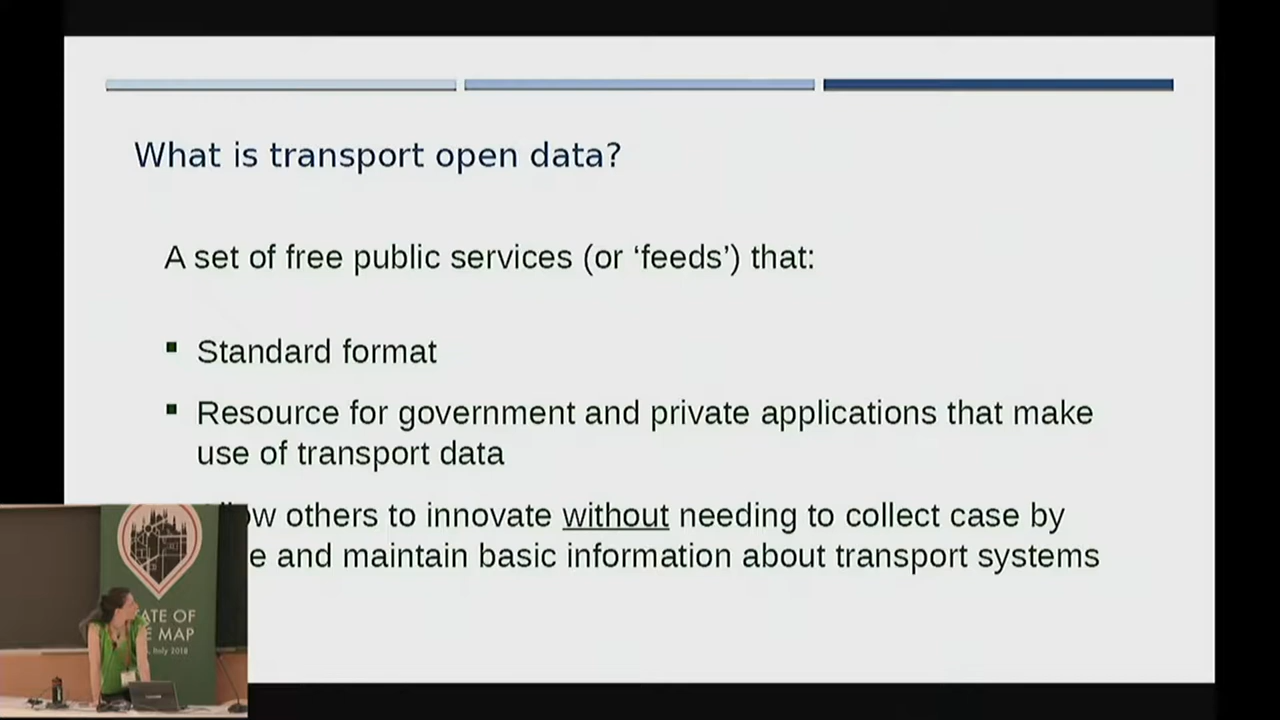 What is transport open data?
A set of free public services (or ‘feeds’) that:
Standard format
Resource for government and private applications that make
use of transport data
others to innovate without needing to collect case by
and maintain basic information about transport systems
ATE OF
E MAP
Italy 2018